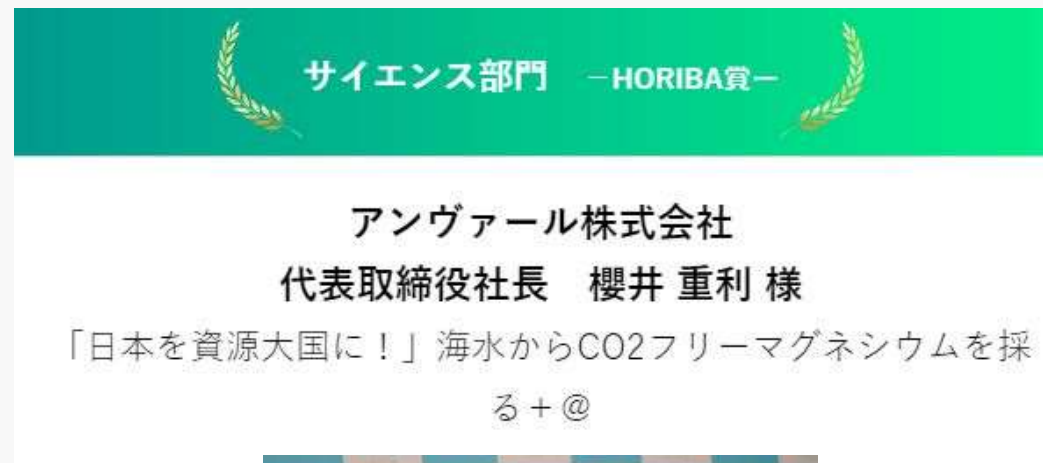 サイエンス部門　－HORIBA賞ー
アンヴァール株式会社
代表取締役社長　櫻井 重利 様
「日本を資源大国に！」海水からCO2フリーマグネシウムを採
る＋＠